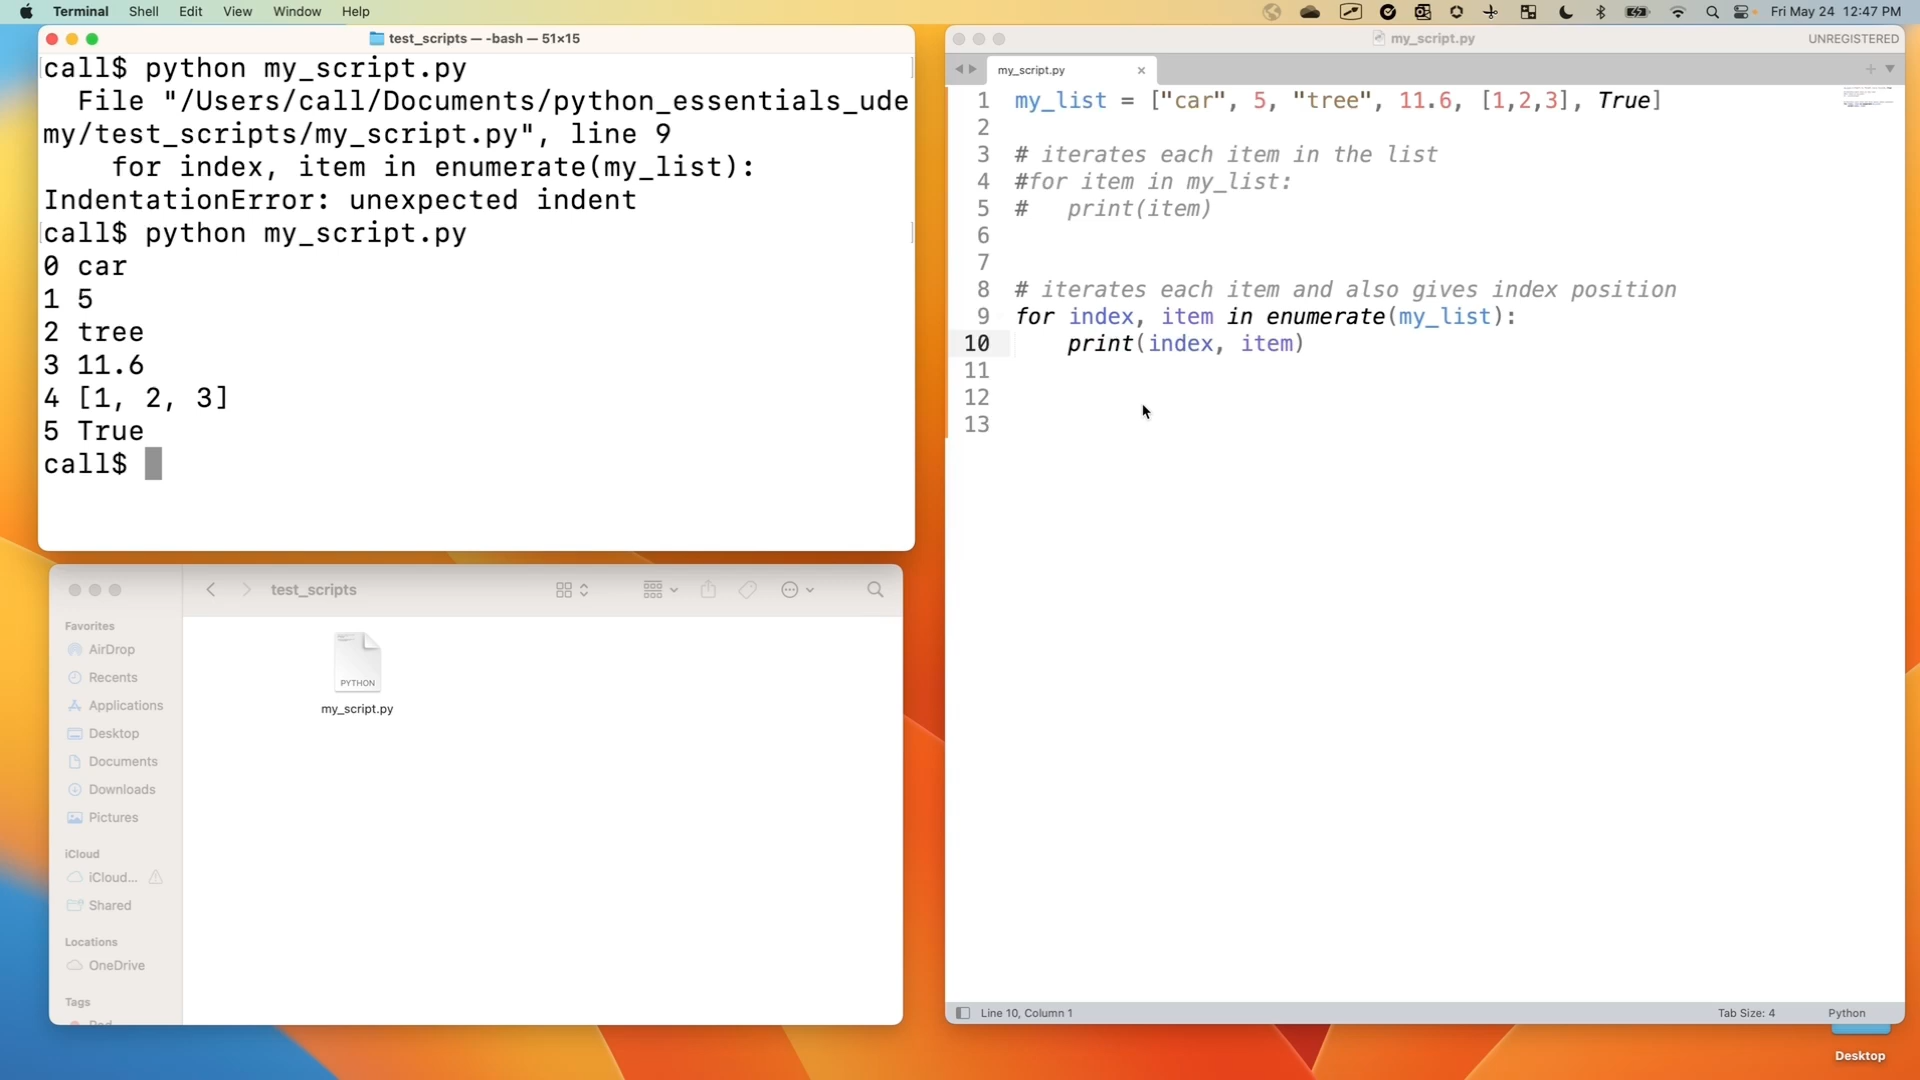 Terminal Shell Edit View Window Help
Fri May 24 12:47 PM
test_scripts — -bash — 51×15
call$ python my_script.py
  File "/Users/call/Documents/python_essentials_ude
my/test_scripts/my_script.py", line 9
    for index, item in enumerate(my_list):
IndentationError: unexpected indent
call$ python my_script.py
0 car
1 5
2 tree
3 11.6
4 [1, 2, 3]
5 True
call$
test_scripts
Favorites
AirDrop
Recents
Applications
Desktop
Documents
Downloads
Pictures
iCloud
iCloud...
Shared
Locations
OneDrive
Tags
PYTHON
my_script.py
my_script.py
UNREGISTERED
my_script.py
1 my_list = ["car", 5, "tree", 11.6, [1,2,3], True]
2
3 # iterates each item in the list
4 #for item in my_list:
5 #   print(item)
6
7
8 # iterates each item and also gives index position
9 for index, item in enumerate(my_list):
10     print(index, item)
11
12
13
Line 10, Column 1
Tab Size: 4
Python
Desktop